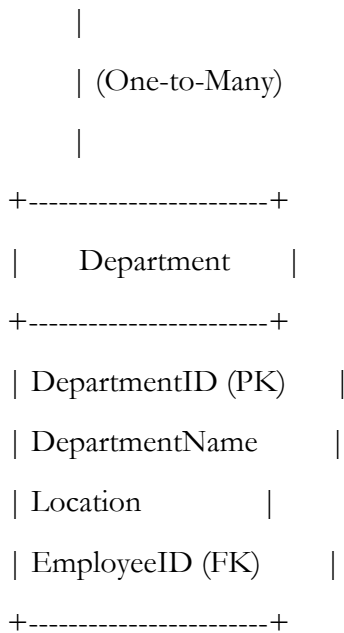 |
| (One-to-Many)
|
+------------------------+
| Department |
+------------------------+
| DepartmentID (PK) |
| DepartmentName |
| Location |
| EmployeeID (FK) |
+------------------------+